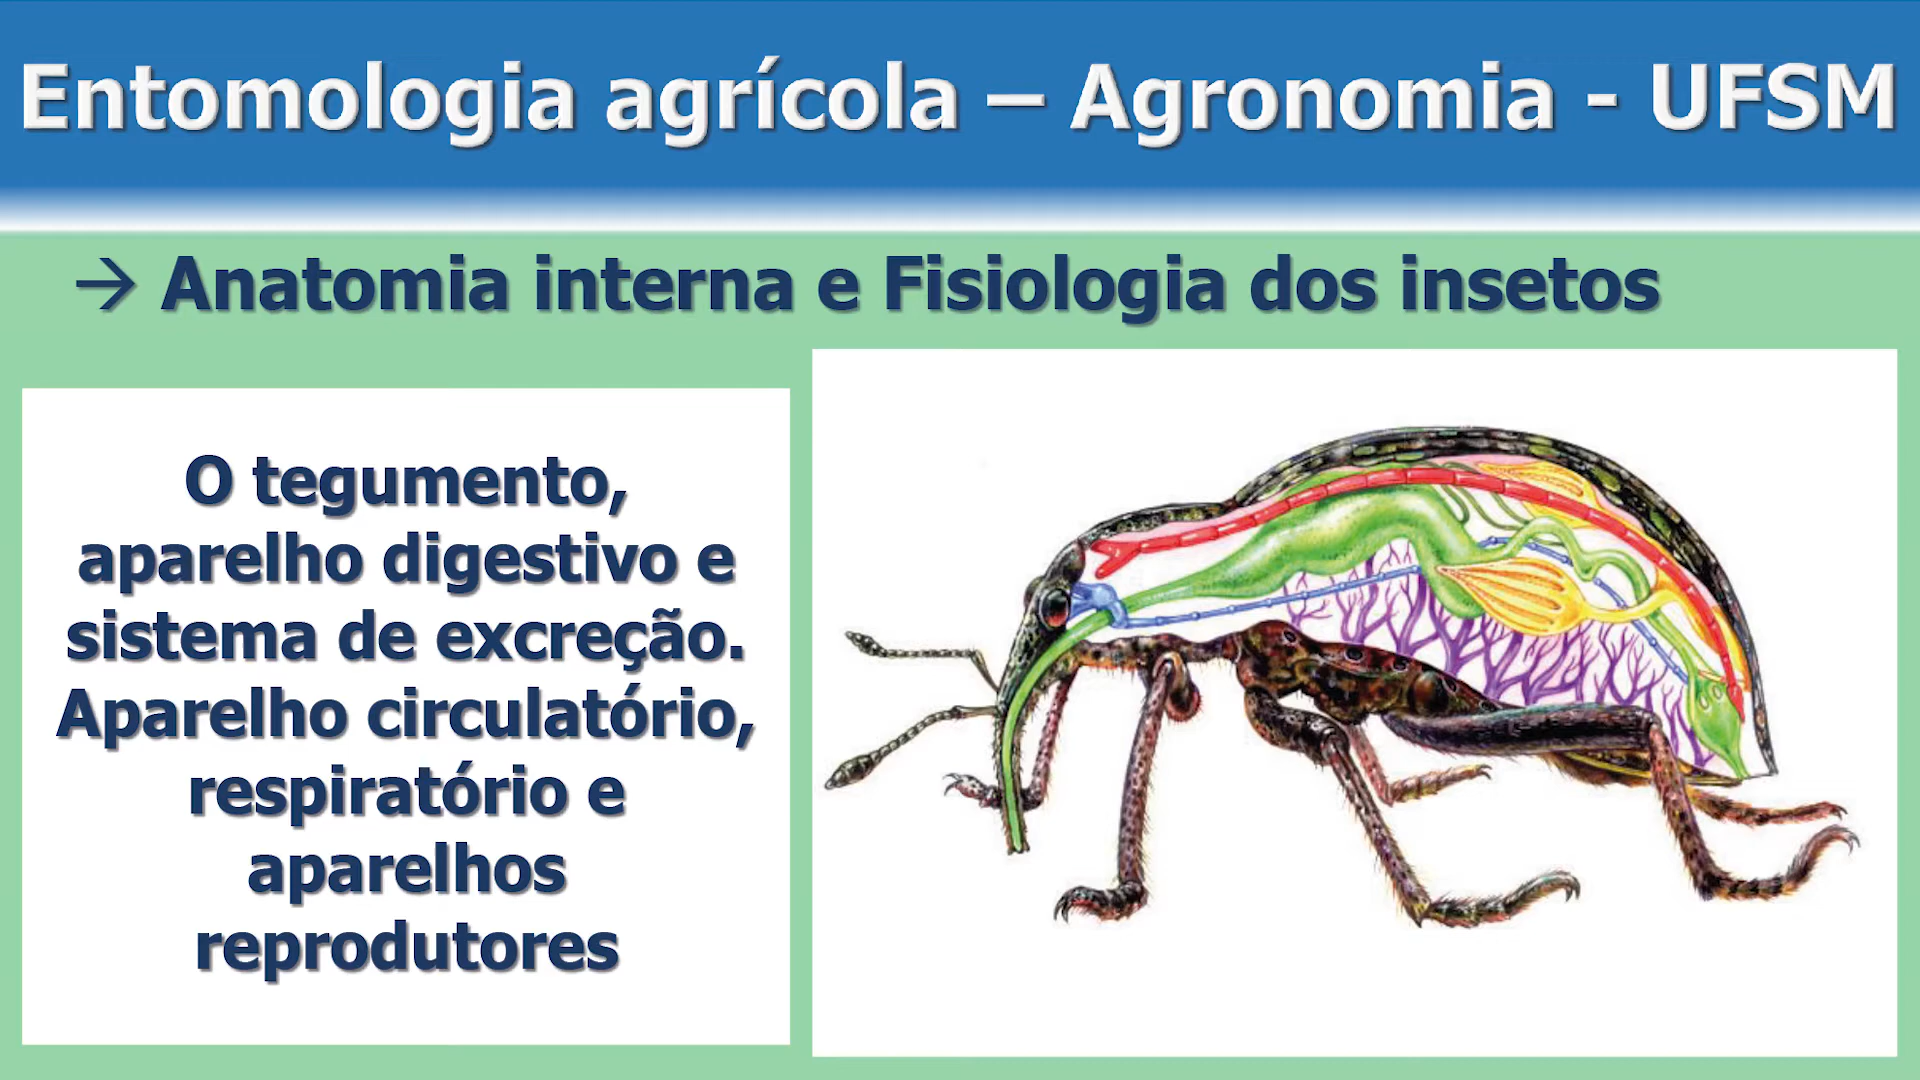 Entomologia agrícola – Agronomia - UFSM
→ Anatomia interna e Fisiologia dos insetos
O tegumento,
aparelho digestivo e
sistema de excreção.
Aparelho circulatório,
respiratório e
aparelhos
reprodutores